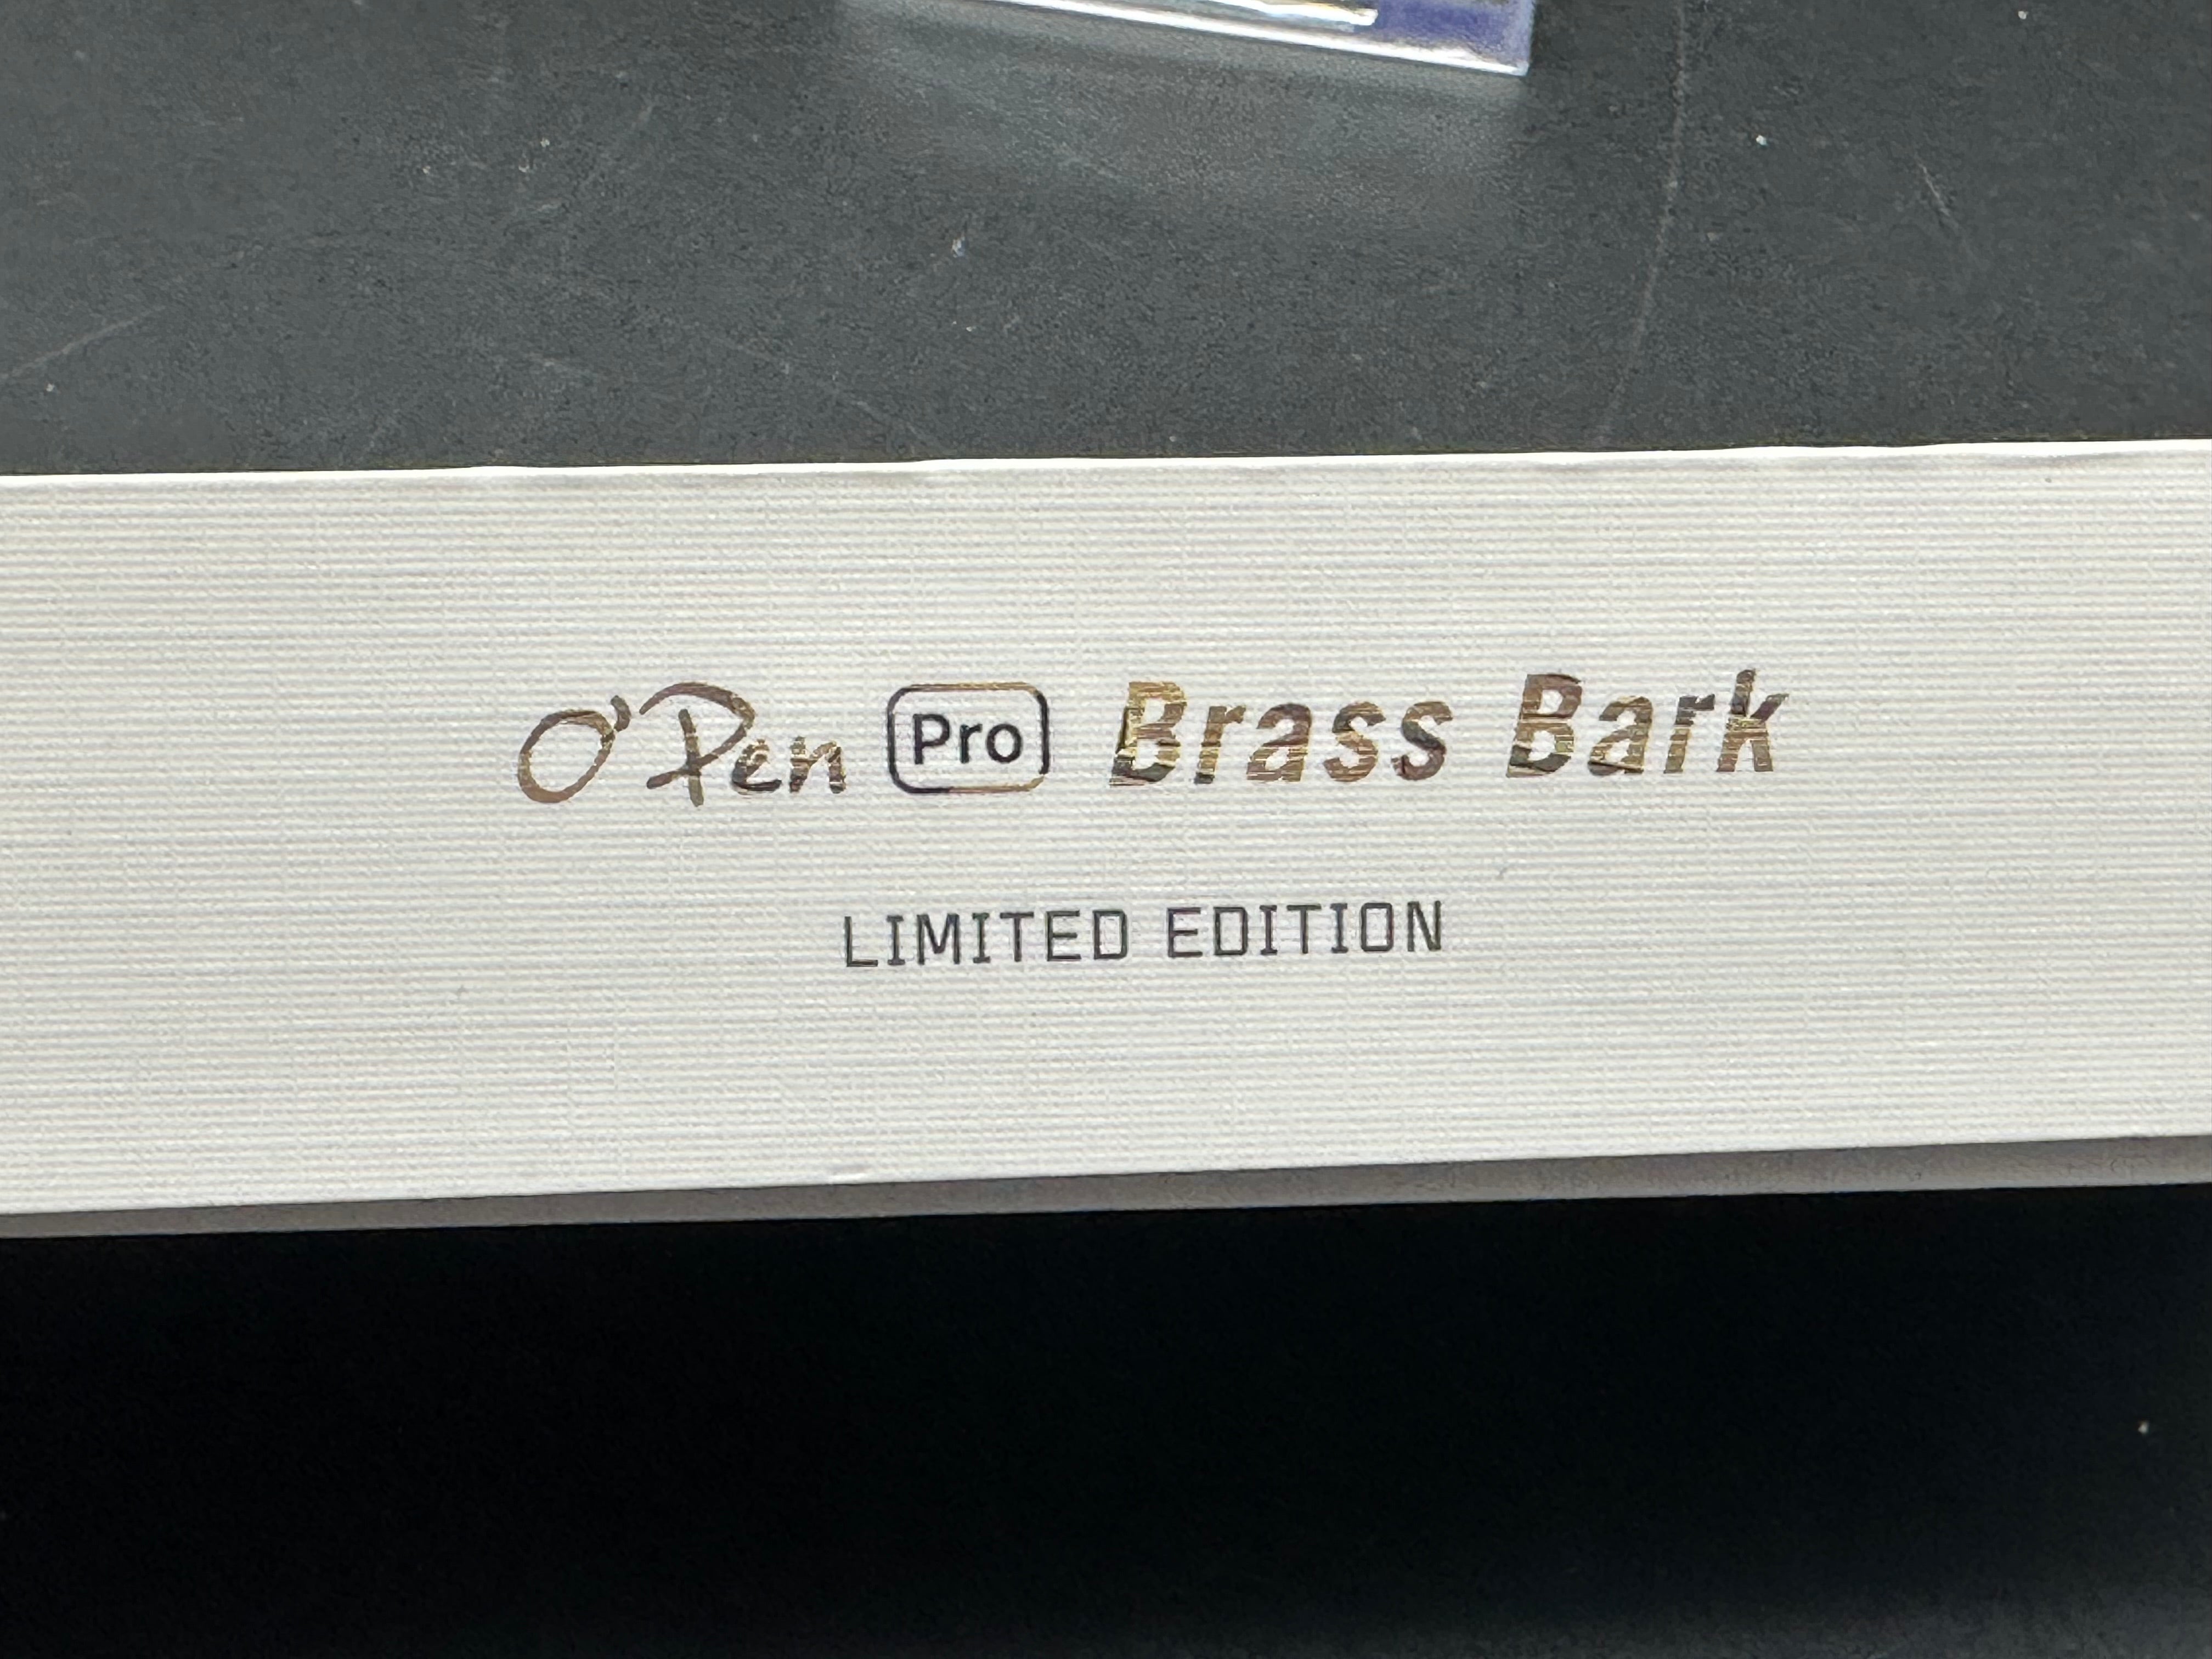 O'Pen Pro Brass Bark
LIMITED EDITION